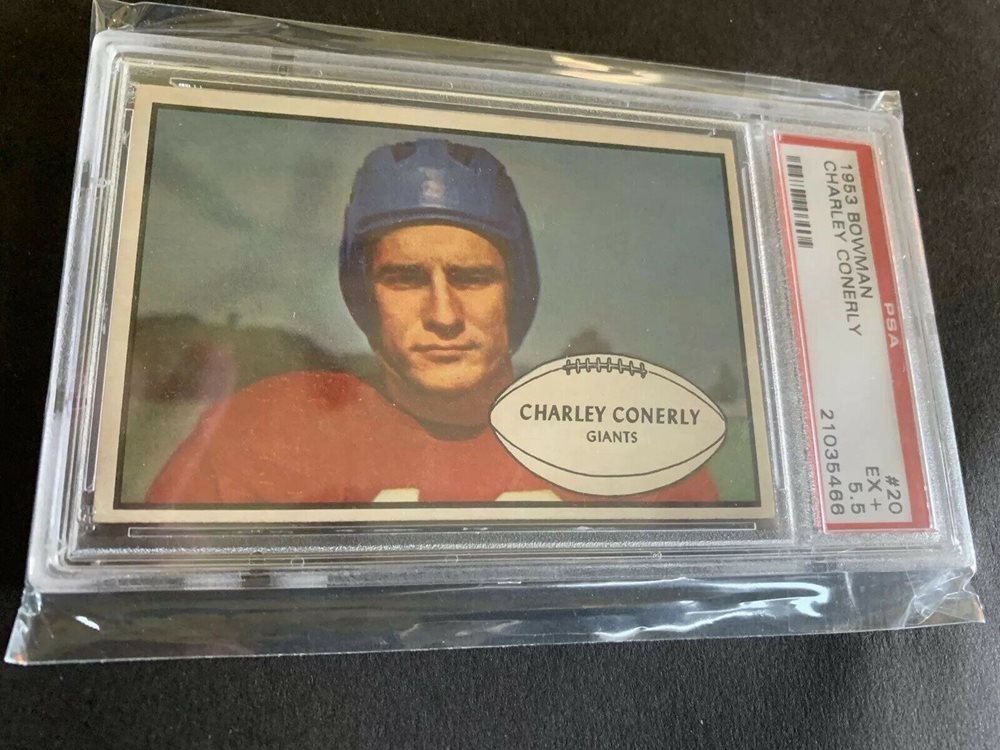 CHARLEY CONERLY
GIANTS
1953 BOWMAN
CHARLEY CONERLY
PSA
#20
EX +
5.5
21035466